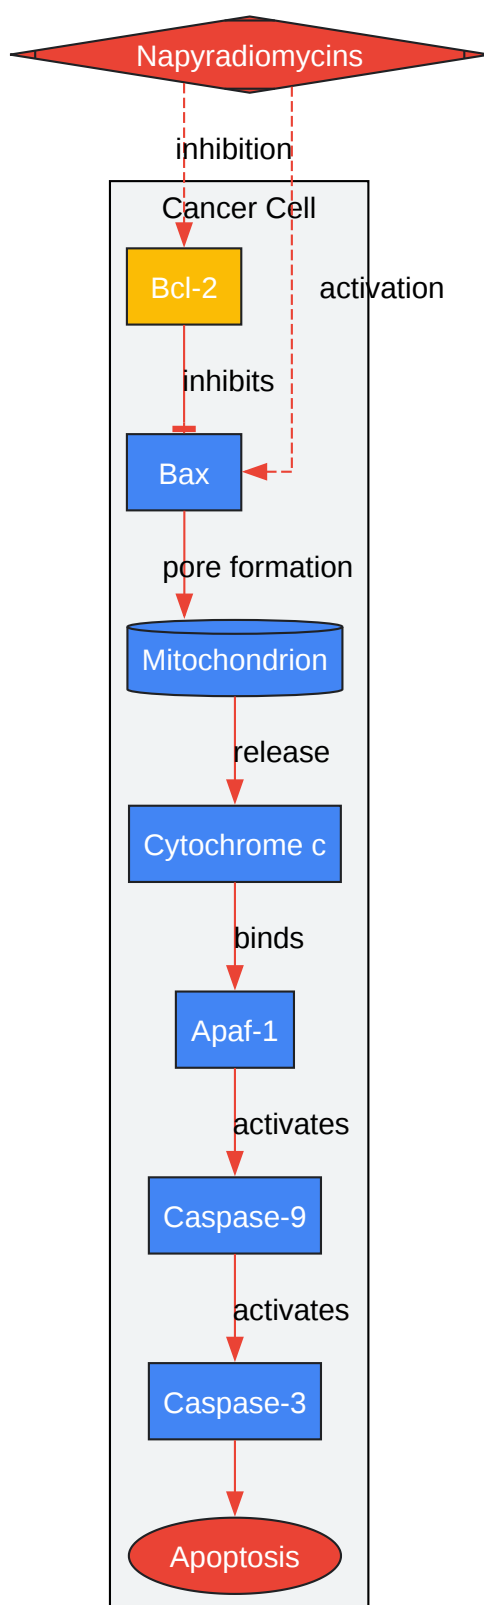 Napyradiomycins
inhibition
Cancer Cell
Bcl-2
activation
inhibits
Bax
pore formation
Mitochondrion
release
Cytochrome c
binds
Apaf-1
activates
Caspase-9
activates
Caspase-3
Apoptosis